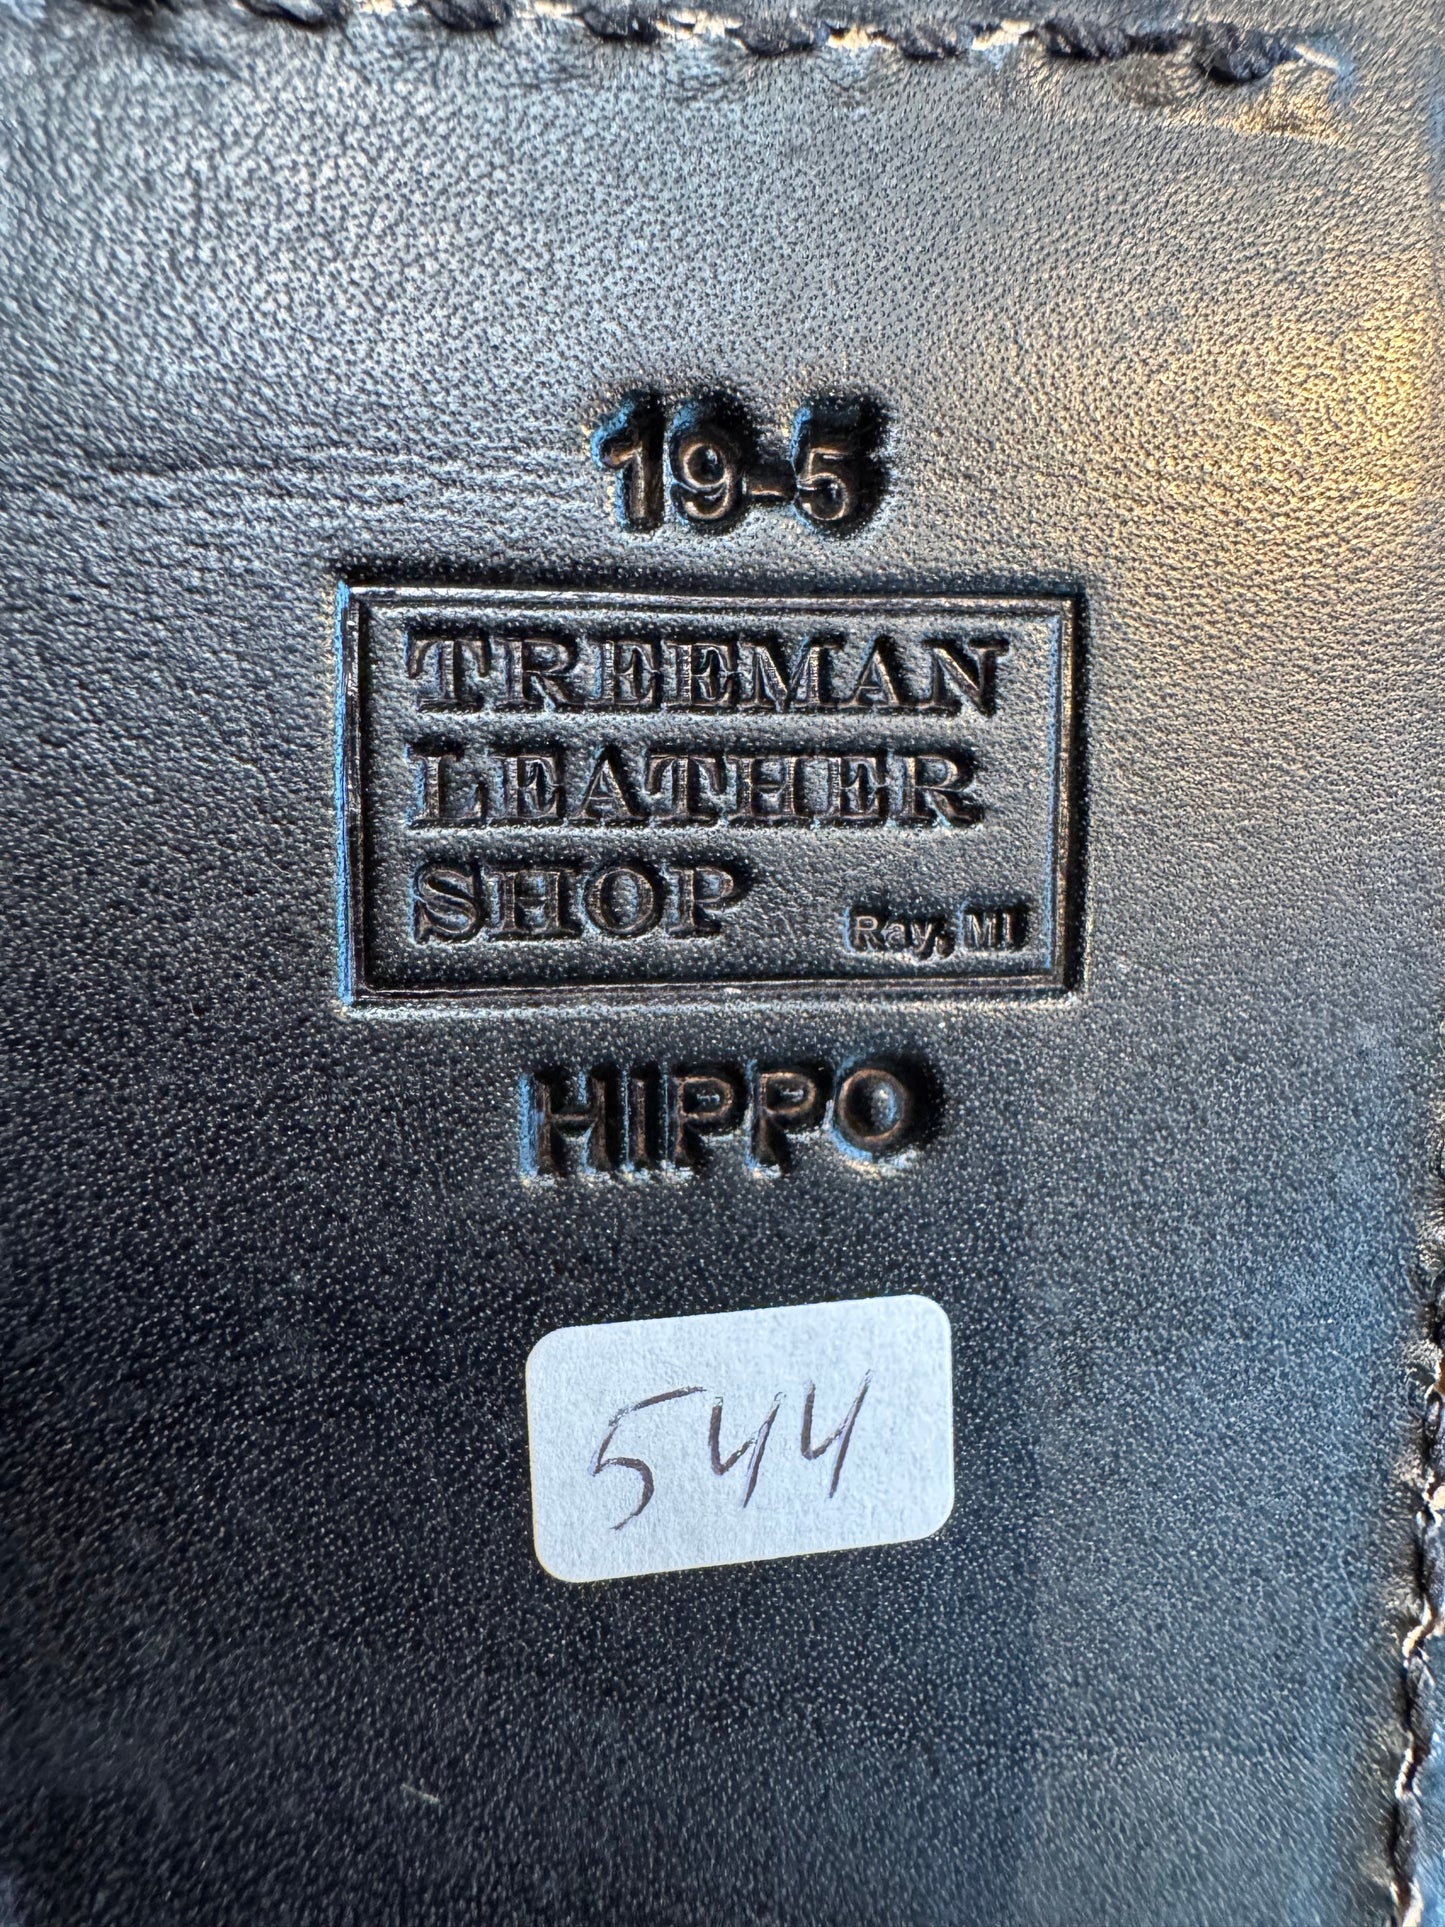 19-5
TREEMAN
LEATHER
SHOP Ray, MI
HIPPO
544